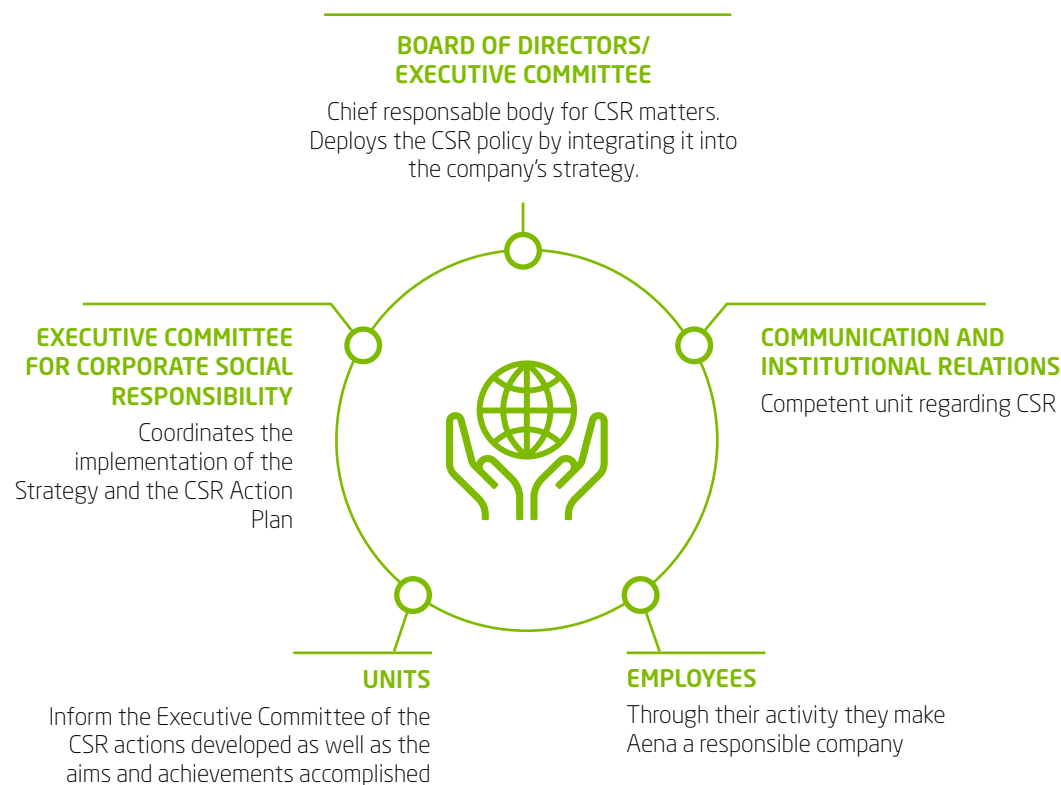 BOARD OF DIRECTORS/
EXECUTIVE COMMITTEE
Chief responsable body for CSR matters.
Deploys the CSR policy by integrating it into
the company's strategy.
EXECUTIVE COMMITTEE
FOR CORPORATE SOCIAL
RESPONSIBILITY
Coordinates the
implementation of the
Strategy and the CSR Action
Plan
COMMUNICATION AND
INSTITUTIONAL RELATIONS
Competent unit regarding CSR
UNITS
Inform the Executive Committee of the
CSR actions developed as well as the
aims and achievements accomplished
EMPLOYEES
Through their activity they make
Aena a responsible company